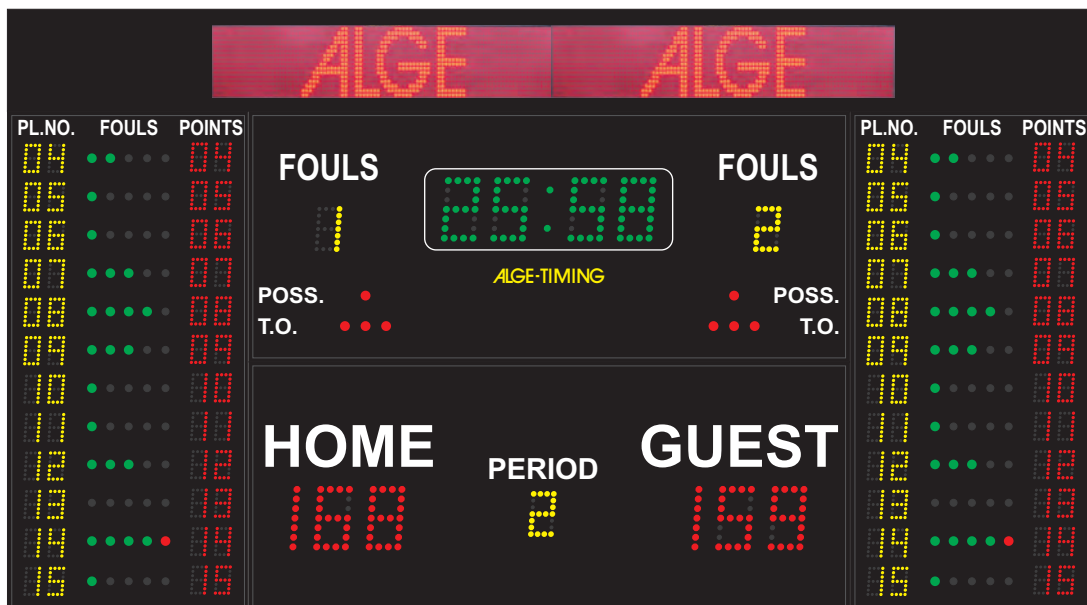 ALGE ALGE
PL.NO. FOULS POINTS
04 04
05 05
06 06
07 07
08 08
09 09
10 10
11 11
12 12
13 13
14 14
15 15
FOULS 25:58 FOULS
1 2
ALGE-TIMING
POSS. POSS.
T.O. T.O.
HOME PERIOD GUEST
168 2 159
PL.NO. FOULS POINTS
04 04
05 05
06 06
07 07
08 08
09 09
10 10
11 11
12 12
13 13
14 14
15 15